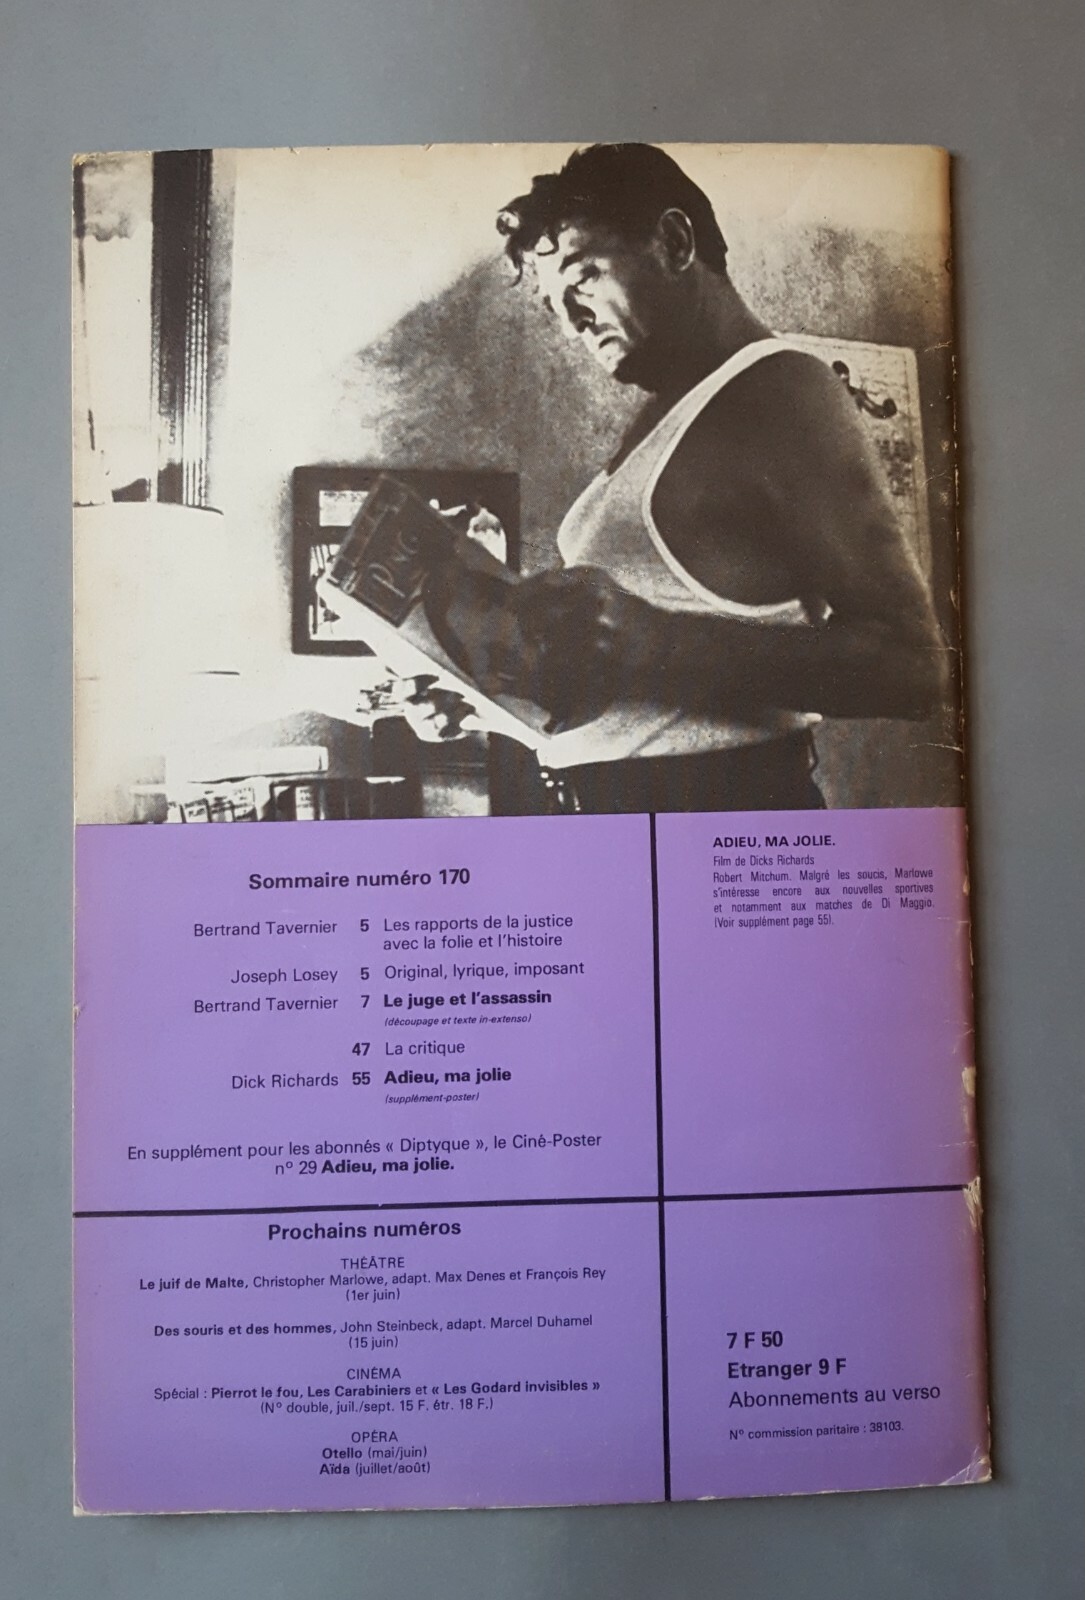 Sommaire numéro 170
Bertrand Tavernier 5 Les rapports de la justice
avec la folie et l'histoire
Joseph Losey 5 Original, lyrique, imposant
Bertrand Tavernier 7 Le juge et l'assassin
(découpage et texte in-extenso)
47 La critique
Dick Richards 55 Adieu, ma jolie
(supplément-poster)
En supplément pour les abonnés « Diptyque », le Ciné-Poster
nº 29 Adieu, ma jolie.
ADIEU, MA JOLIE.
Film de Dicks Richards
Robert Mitchum. Malgré les soucis, Marlowe
s'intéresse encore aux nouvelles sportives
et notamment aux matches de Di Maggio.
(Voir supplément page 55).
Prochains numéros
THÉÂTRE
Le juif de Malte, Christopher Marlowe, adapt. Max Denes et François Rey
(1er juin)
Des souris et des hommes, John Steinbeck, adapt. Marcel Duhamel
(15 juin)
CINÉMA
Spécial : Pierrot le fou, Les Carabiniers et « Les Godard invisibles »
(Nº double, juil./sept. 15 F. étr. 18 F.)
OPÉRA
Otello (mai/juin)
Aïda (juillet/août)
7 F 50
Etranger 9 F
Abonnements au verso
Nº commission paritaire : 38103.